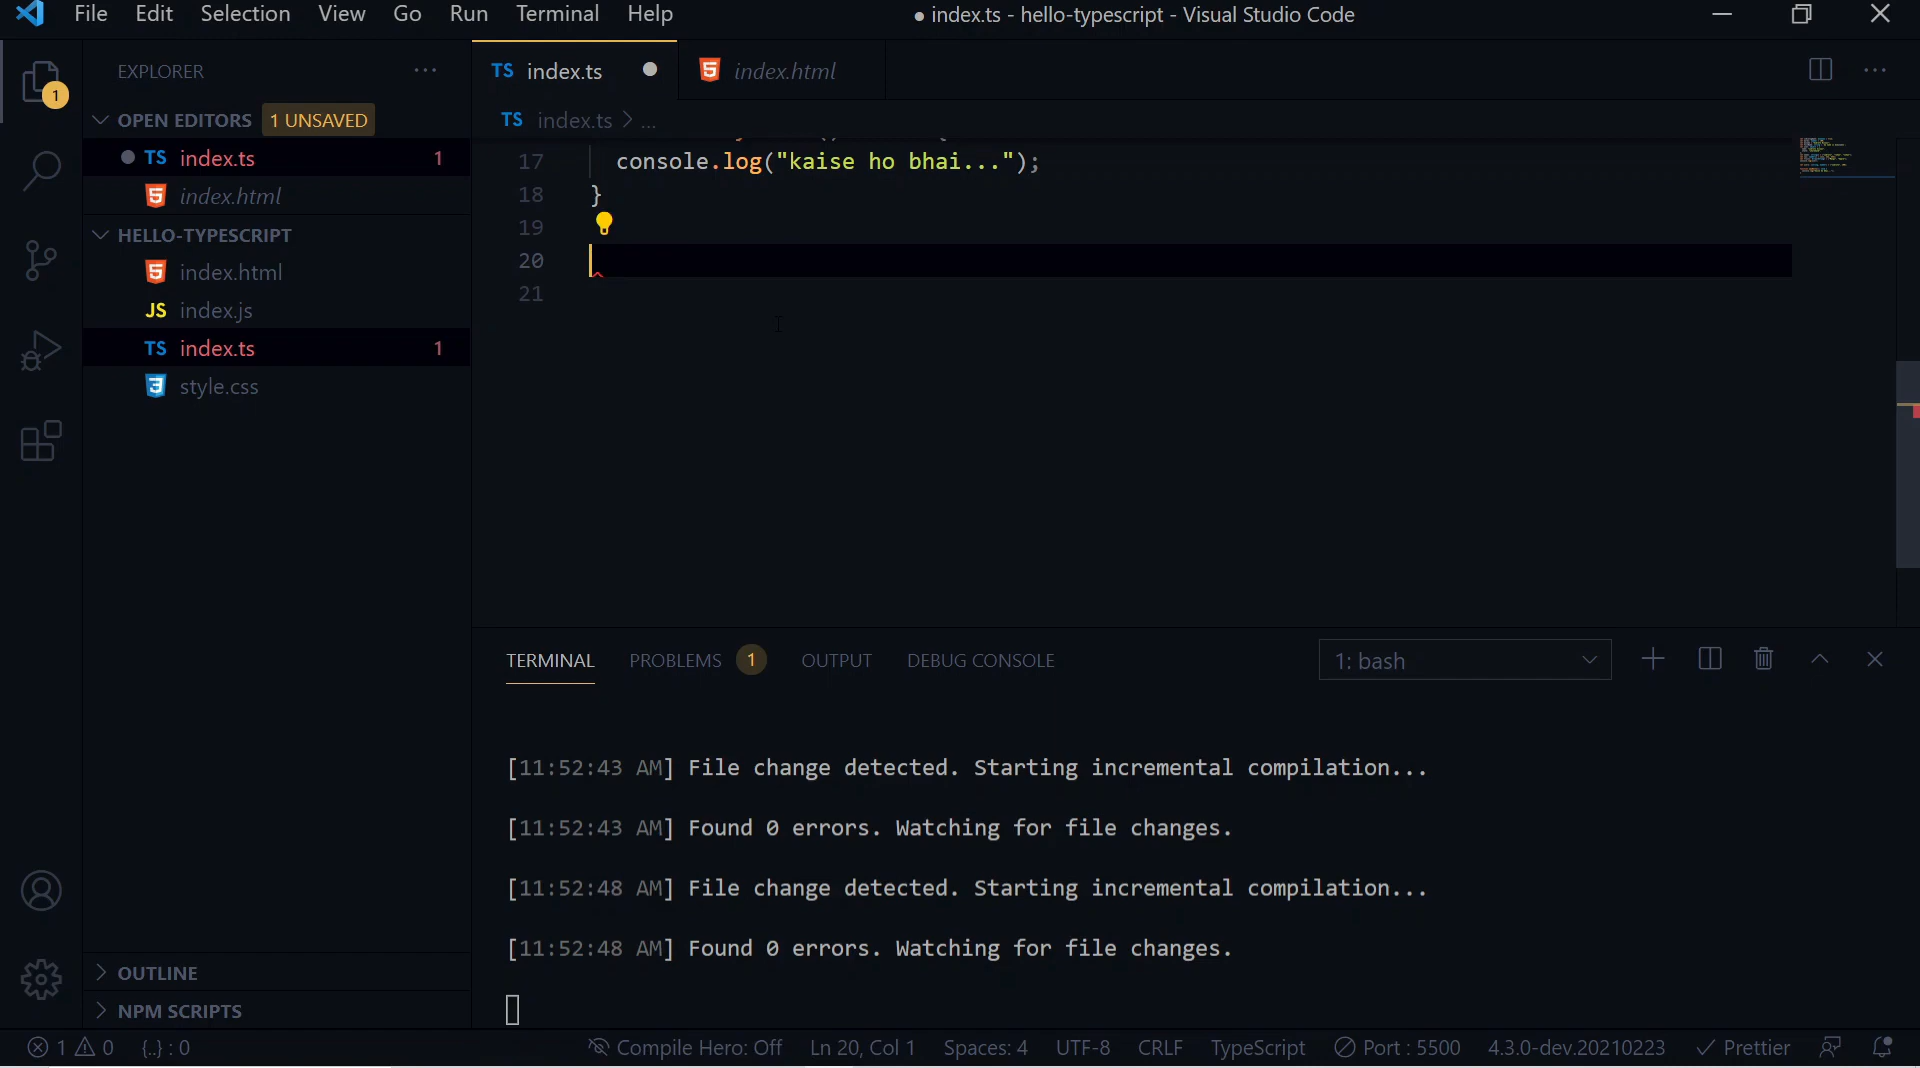 File Edit Selection View Go Run Terminal Help
● index.ts - hello-typescript - Visual Studio Code
EXPLORER
TS index.ts
index.html
1
OPEN EDITORS 1 UNSAVED
TS index.ts > ...
TS index.ts 1
index.html
17 console.log("kaise ho bhai...");
18 }
19
20
21
HELLO-TYPESCRIPT
index.html
JS index.js
TS index.ts 1
style.css
TERMINAL PROBLEMS 1 OUTPUT DEBUG CONSOLE
1: bash
[11:52:43 AM] File change detected. Starting incremental compilation...
[11:52:43 AM] Found 0 errors. Watching for file changes.
[11:52:48 AM] File change detected. Starting incremental compilation...
[11:52:48 AM] Found 0 errors. Watching for file changes.
OUTLINE
NPM SCRIPTS
1 0 {..} : 0 Compile Hero: Off Ln 20, Col 1 Spaces: 4 UTF-8 CRLF TypeScript Port : 5500 4.3.0-dev.20210223 Prettier